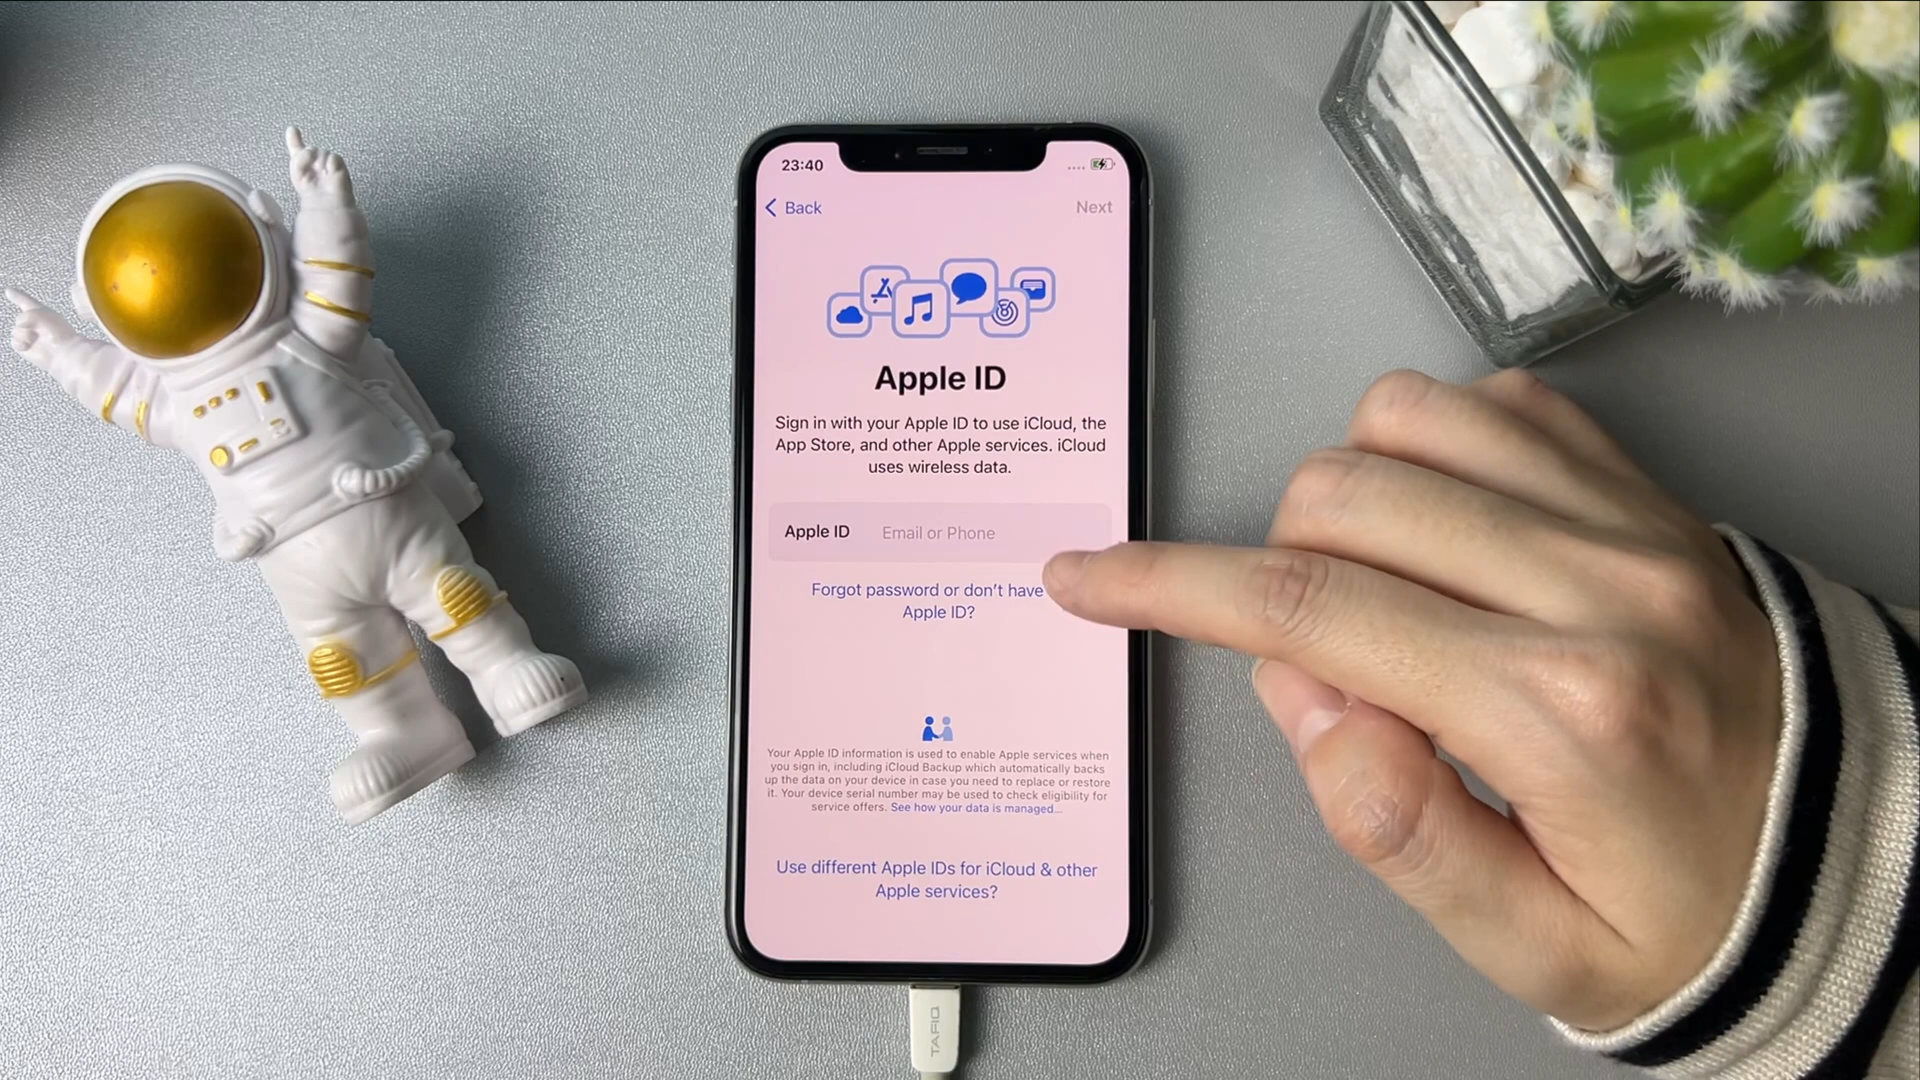 23:40
Back
Next
Apple ID
Sign in with your Apple ID to use iCloud, the
App Store, and other Apple services. iCloud
uses wireless data.
Apple ID Email or Phone
Forgot password or don't have
Apple ID?
Your Apple ID information is used to enable Apple services when
you sign in, including iCloud Backup which automatically backs
up the data on your device in case you need to replace or restore
it. Your device serial number may be used to check eligibility for
service offers. See how your data is managed...
Use different Apple IDs for iCloud & other
Apple services?
TAFIQ